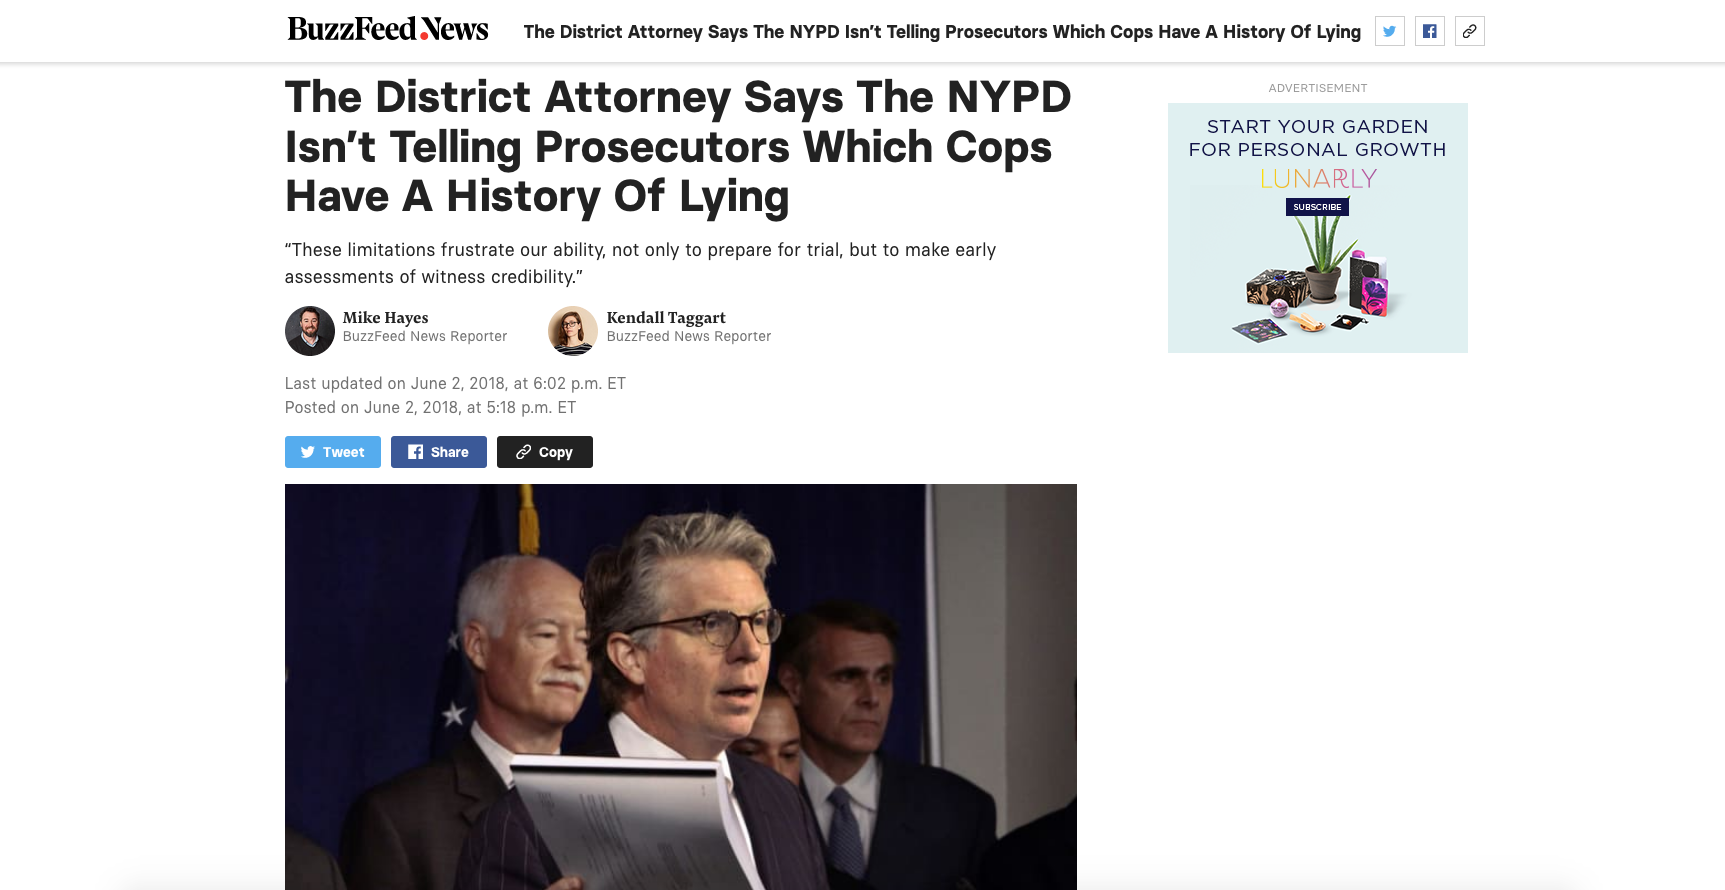 BuzzFeed News
The District Attorney Says The NYPD Isn’t Telling Prosecutors Which Cops Have A History Of Lying
The District Attorney Says The NYPD
Isn’t Telling Prosecutors Which Cops
Have A History Of Lying
“These limitations frustrate our ability, not only to prepare for trial, but to make early
assessments of witness credibility.”
Mike Hayes
BuzzFeed News Reporter
Kendall Taggart
BuzzFeed News Reporter
Last updated on June 2, 2018, at 6:02 p.m. ET
Posted on June 2, 2018, at 5:18 p.m. ET
Tweet
Share
Copy
ADVERTISEMENT
START YOUR GARDEN
FOR PERSONAL GROWTH
LUNARLY
SUBSCRIBE